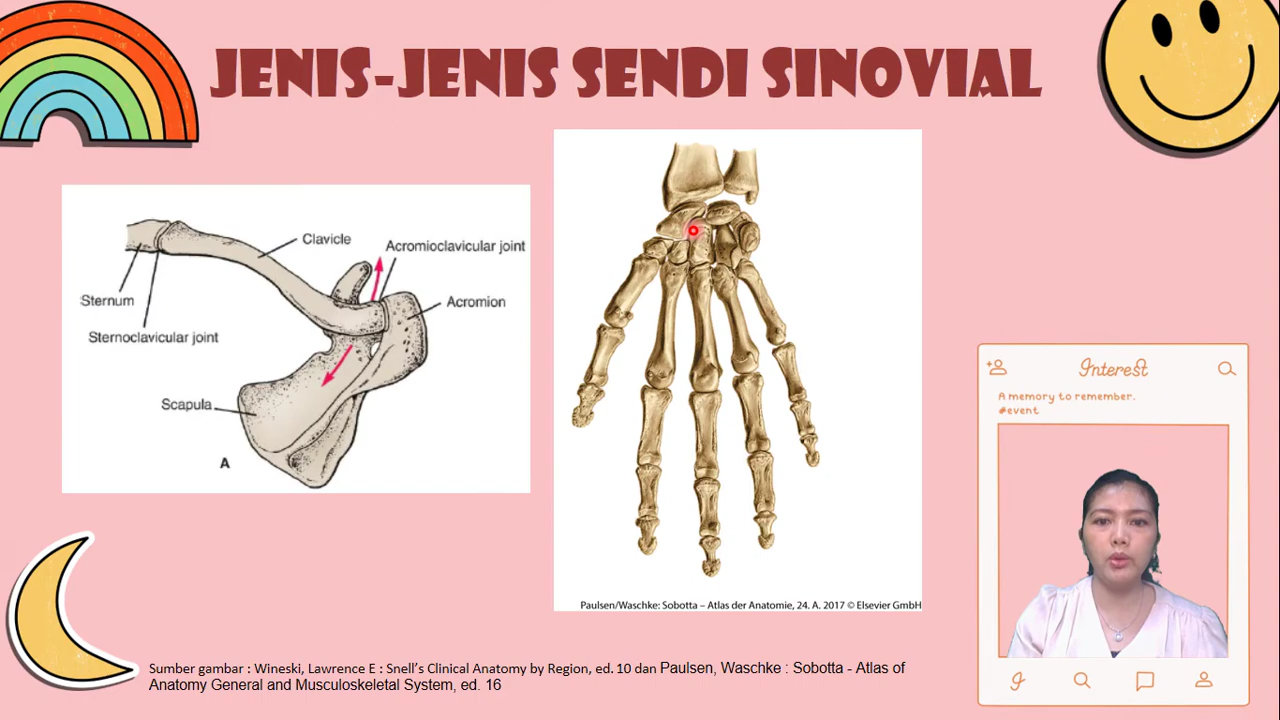 JENIS-JENIS SENDI SINOVIAL
Clavicle
Acromioclavicular joint
Sternum
Acromion
Sternoclavicular joint
Scapula
A
Paulsen/Waschke: Sobotta – Atlas der Anatomie, 24. A. 2017 © Elsevier GmbH
Interest
A memory to remember.
#event
Sumber gambar : Wineski, Lawrence E : Snell's Clinical Anatomy by Region, ed. 10 dan Paulsen, Waschke : Sobotta - Atlas of
Anatomy General and Musculoskeletal System, ed. 16